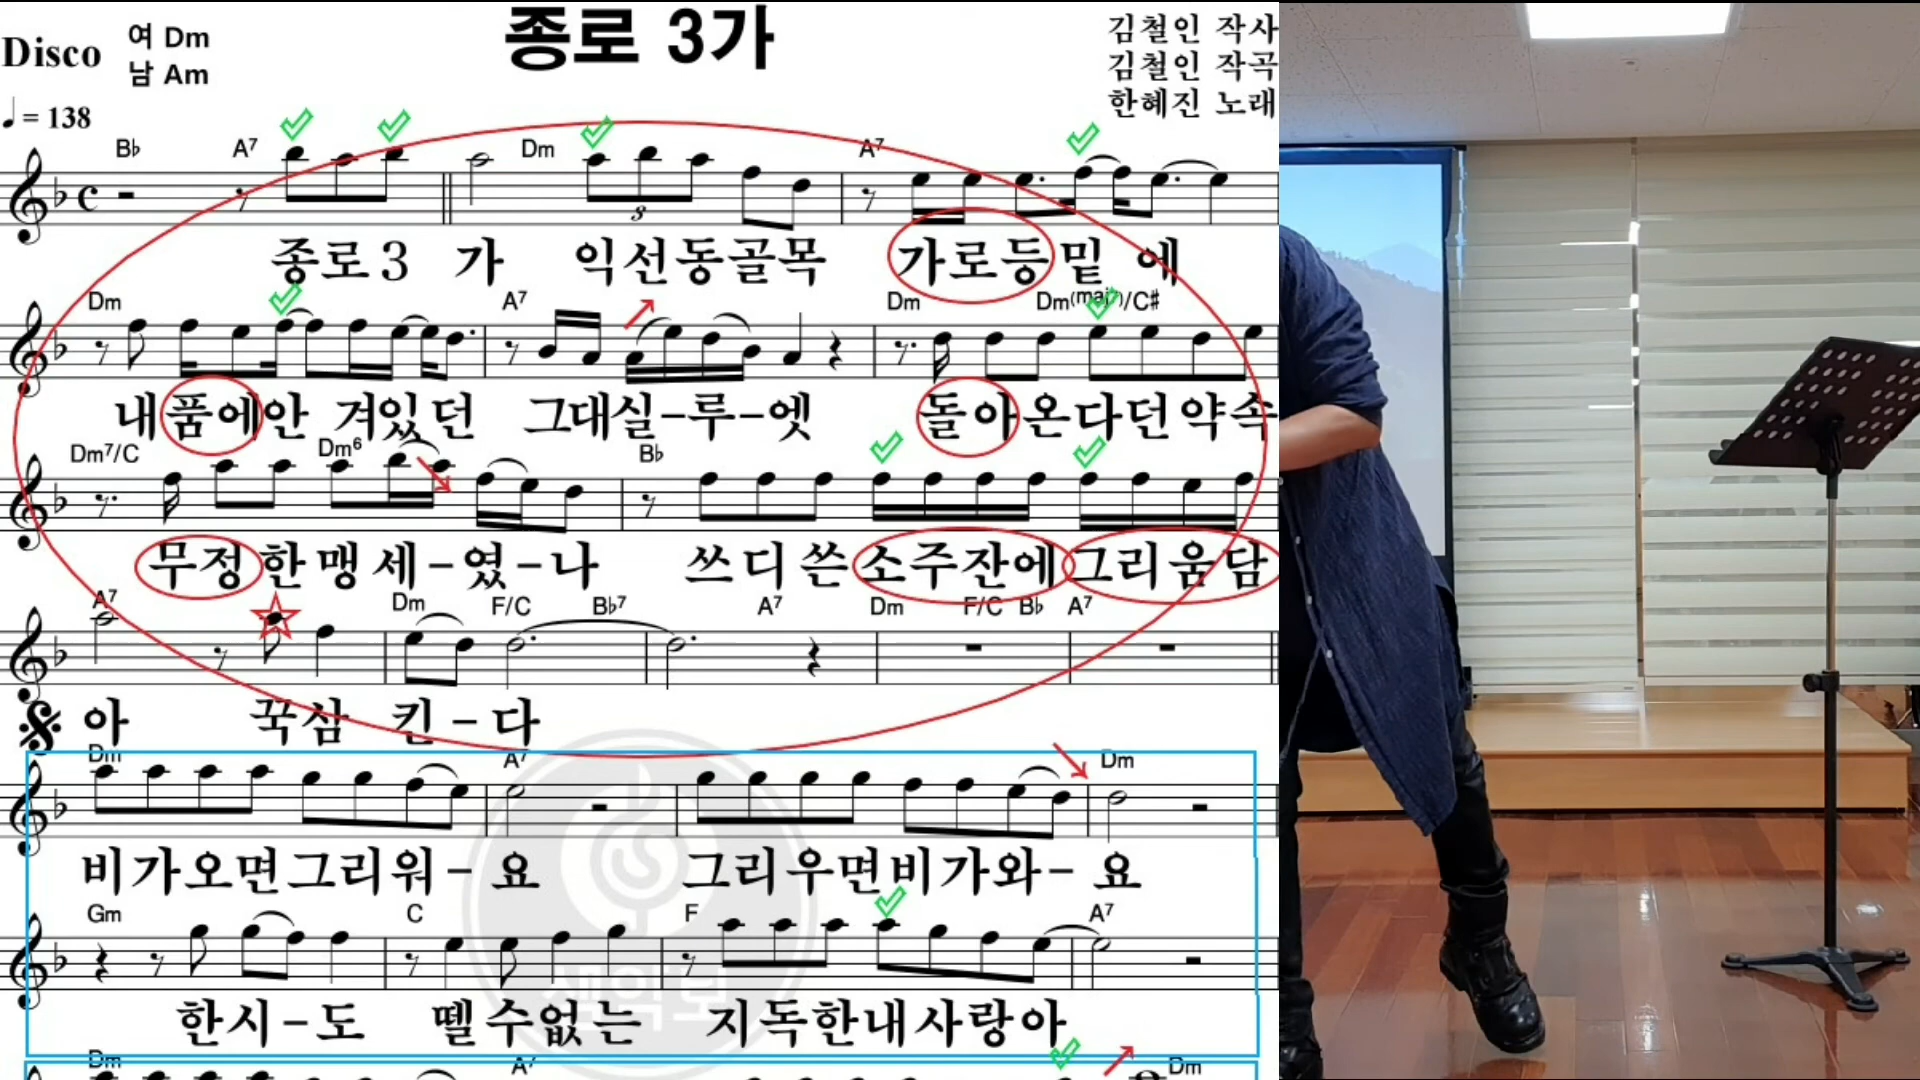 종로 3가
Disco
여 Dm
남 Am
김철인 작사
김철인 작곡
한혜진 노래
♩= 138
B♭ A7 Dm A7
3
종로3 가 익선동골목 가로등밑 에
Dm A7 Dm Dm(maj7)/C#
내품에안 겨있던 그대실-루-엣 돌아온다던약속
Dm7/C Dm6 B♭
무정한맹세-였-나 쓰디쓴소주잔에그리움담
A7 Dm F/C B♭7 A7 Dm F/C B♭ A7
아 꾹삼 킨-다
Dm A7 Dm
비가오면그리워- 요 그리우면비가와- 요
Gm C F A7
한시-도 뗄수없는 지독한내사랑아
Dm A7 Dm